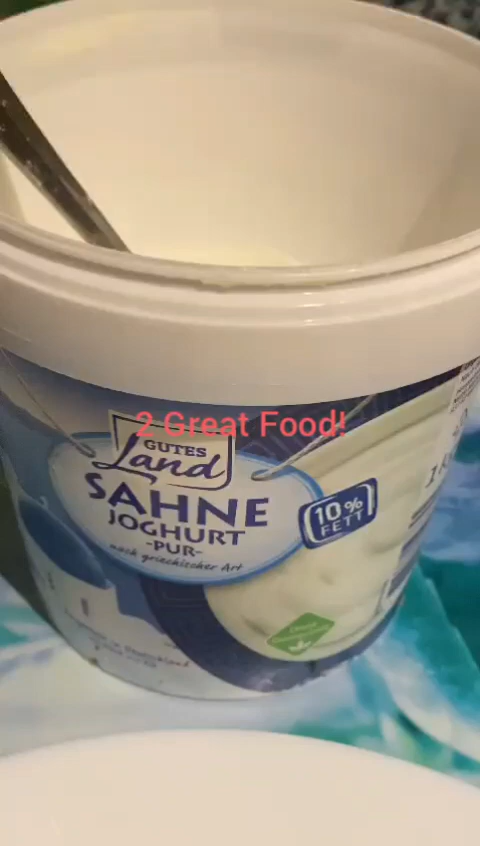 2 Great Food!
GUTES
Land
SAHNE
JOGHURT
-PUR-
nach griechischer Art
10%
FETT